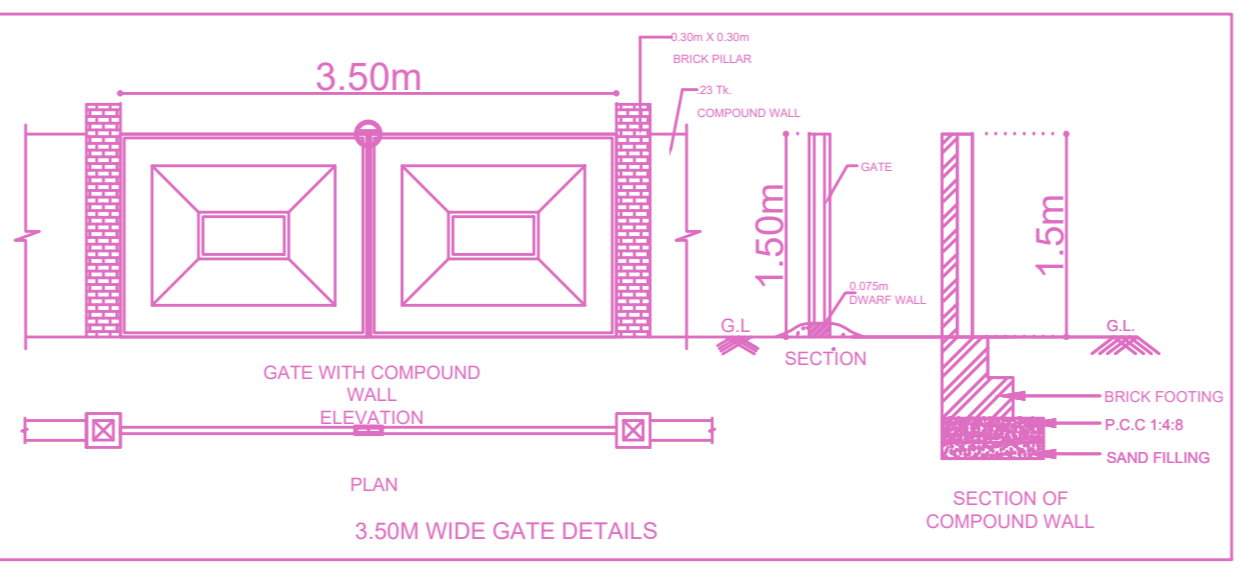 3.50m
0.30m X 0.30m
BRICK PILLAR
.23 Tk.
COMPOUND WALL
GATE
1.50m
1.5m
0.075m
DWARF WALL
G.L
G.L.
SECTION
GATE WITH COMPOUND
WALL
ELEVATION
BRICK FOOTING
P.C.C 1:4:8
SAND FILLING
PLAN
SECTION OF
COMPOUND WALL
3.50M WIDE GATE DETAILS